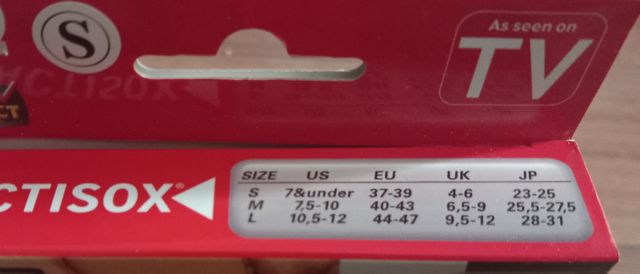 S
As seen on
TV
CTISOX®
SIZE US EU UK JP
S 7&under 37-39 4-6 23-25
M 7,5-10 40-43 6,5-9 25,5-27,5
L 10,5-12 44-47 9,5-12 28-31